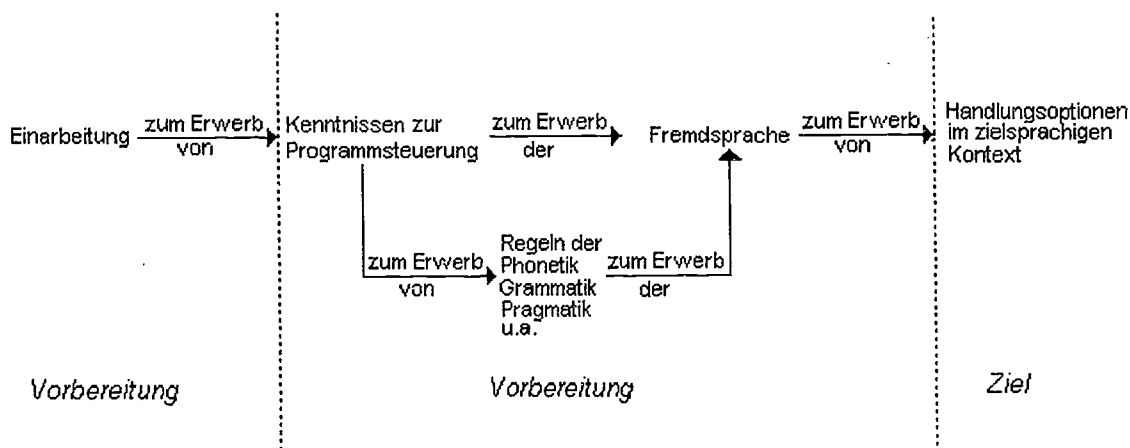 Einarbeitung
zum Erwerb
von
Kenntnissen zur
Programmsteuerung
zum Erwerb
der
Fremdsprache
zum Erwerb
von
Handlungsoptionen
im zielsprachigen
Kontext
zum Erwerb
von
Regeln der
Phonetik
Grammatik
Pragmatik
u.a.
zum Erwerb
der
Vorbereitung
Vorbereitung
Ziel